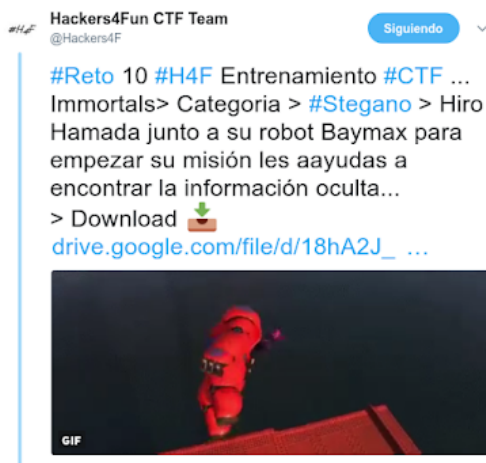 Hackers4Fun CTF Team
@Hackers4F
Siguiendo
#Reto 10 #H4F Entrenamiento #CTF ...
Immortals> Categoria > #Stegano > Hiro
Hamada junto a su robot Baymax para
empezar su misión les aayudas a
encontrar la información oculta...
> Download
drive.google.com/file/d/18hA2J_ ...
GIF